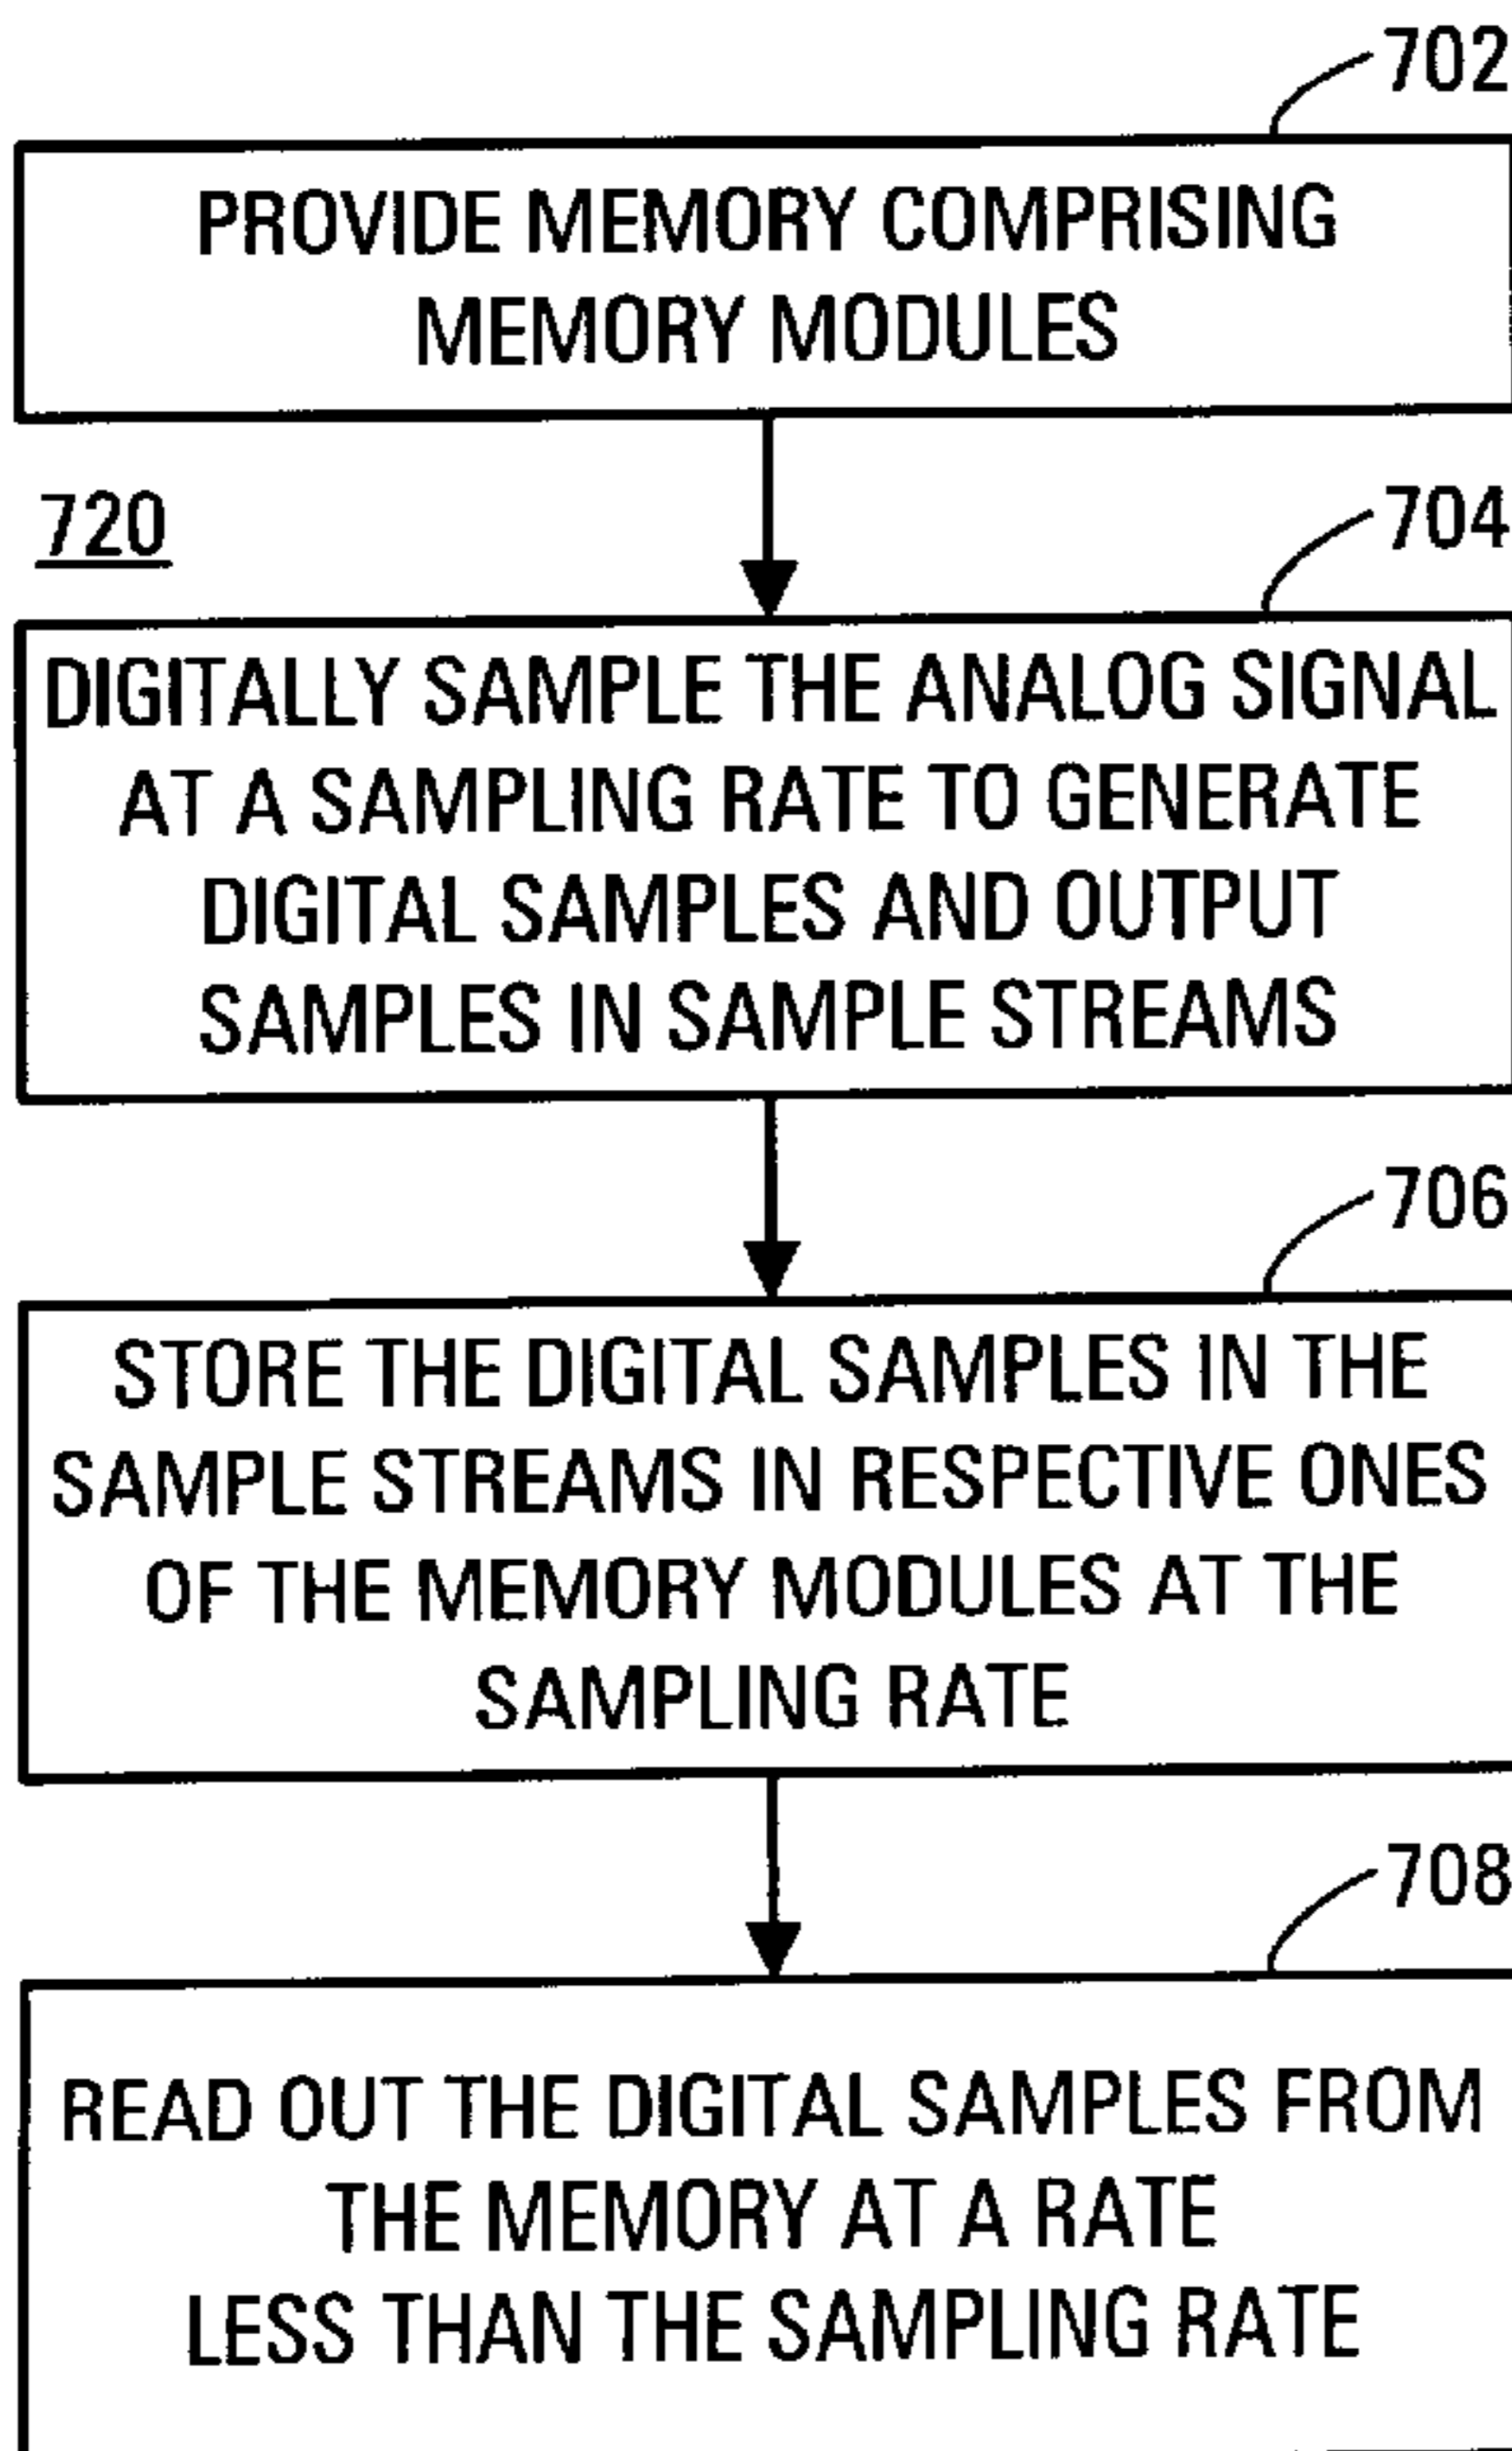 702
PROVIDE MEMORY COMPRISING
MEMORY MODULES
720
704
DIGITALLY SAMPLE THE ANALOG SIGNAL
AT A SAMPLING RATE TO GENERATE
DIGITAL SAMPLES AND OUTPUT
SAMPLES IN SAMPLE STREAMS
706
STORE THE DIGITAL SAMPLES IN THE
SAMPLE STREAMS IN RESPECTIVE ONES
OF THE MEMORY MODULES AT THE
SAMPLING RATE
708
READ OUT THE DIGITAL SAMPLES FROM
THE MEMORY AT A RATE
LESS THAN THE SAMPLING RATE